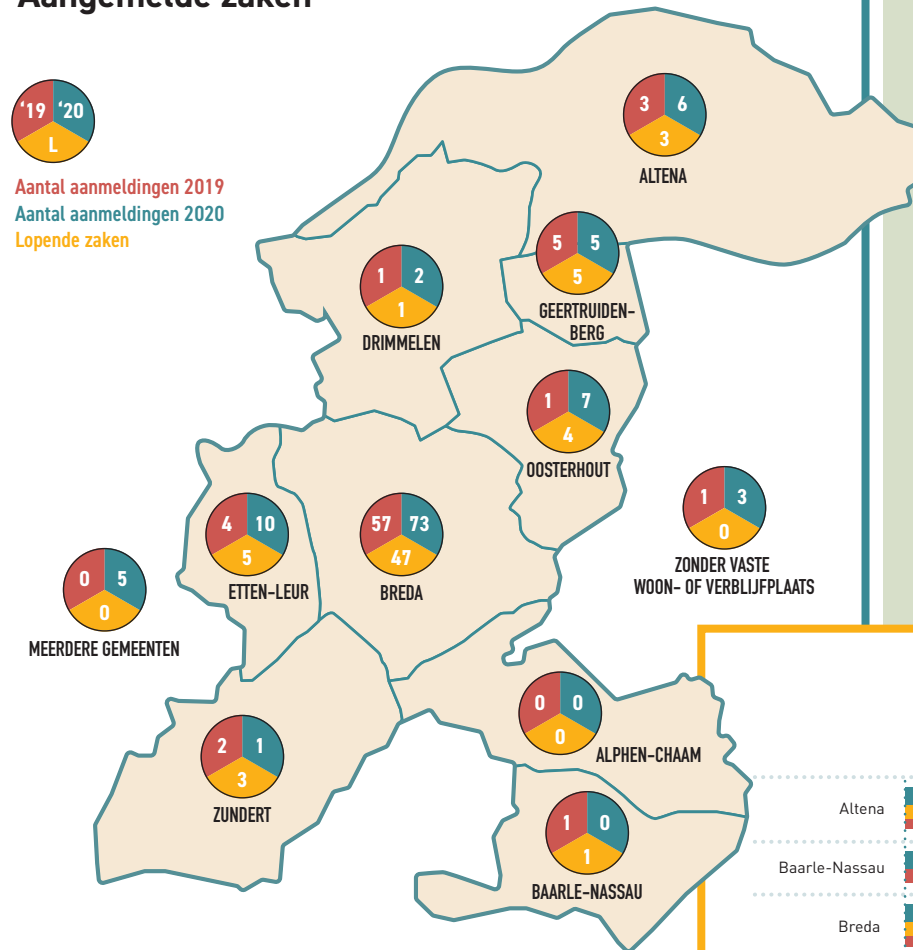 Aangemelde zaken
'19 '20
L
Aantal aanmeldingen 2019
Aantal aanmeldingen 2020
Lopende zaken
3 6
3
ALTENA
5 5
5
GEERTRUIDEN-
BERG
1 2
1
DRIMMELEN
1 7
4
OOSTERHOUT
4 10
5
ETTEN-LEUR
57 73
47
BREDA
1 3
0
ZONDER VASTE
WOON- OF VERBLIJFPLAATS
0 5
0
MEERDERE GEMEENTEN
0 0
0
ALPHEN-CHAAM
2 1
3
ZUNDERT
1 0
1
BAARLE-NASSAU
Altena
Baarle-Nassau
Breda